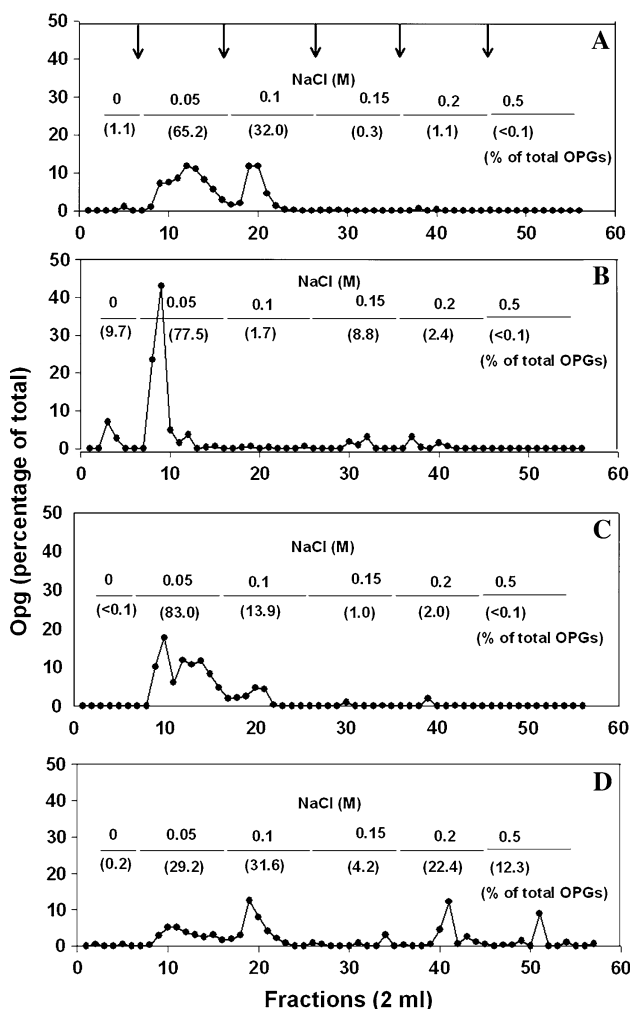 50
A
40
NaCl (M)
30
0 0.05 0.1 0.15 0.2 0.5
20
(1.1) (65.2) (32.0) (0.3) (1.1) (<0.1)
(% of total OPGs)
10
0
0 10 20 30 40 50 60
50
B
NaCl (M)
40
0 0.05 0.1 0.15 0.2 0.5
30
(9.7) (77.5) (1.7) (8.8) (2.4) (<0.1)
(% of total OPGs)
20
10
0
0 10 20 30 40 50 60
Opg (percentage of total)
50
C
NaCl (M)
40
0 0.05 0.1 0.15 0.2 0.5
30
(<0.1) (83.0) (13.9) (1.0) (2.0) (<0.1)
(% of total OPGs)
20
10
0
0 10 20 30 40 50 60
50
D
NaCl (M)
40
0 0.05 0.1 0.15 0.2 0.5
30
(0.2) (29.2) (31.6) (4.2) (22.4) (12.3)
(% of total OPGs)
20
10
0
0 10 20 30 40 50 60
Fractions (2 ml)